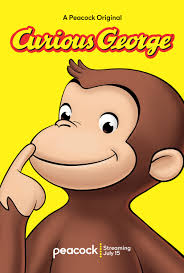 A Peacock Original
Curious George
peacock
Streaming
July 15